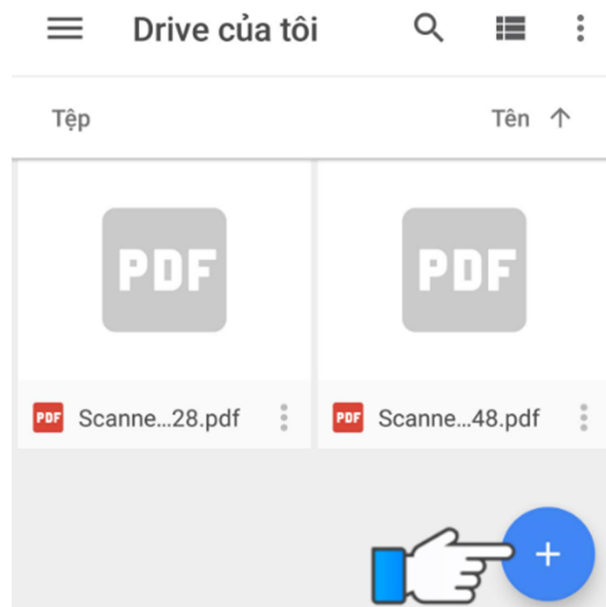 Drive của tôi
Tệp Tên
PDF PDF
PDF Scanne...28.pdf PDF Scanne...48.pdf